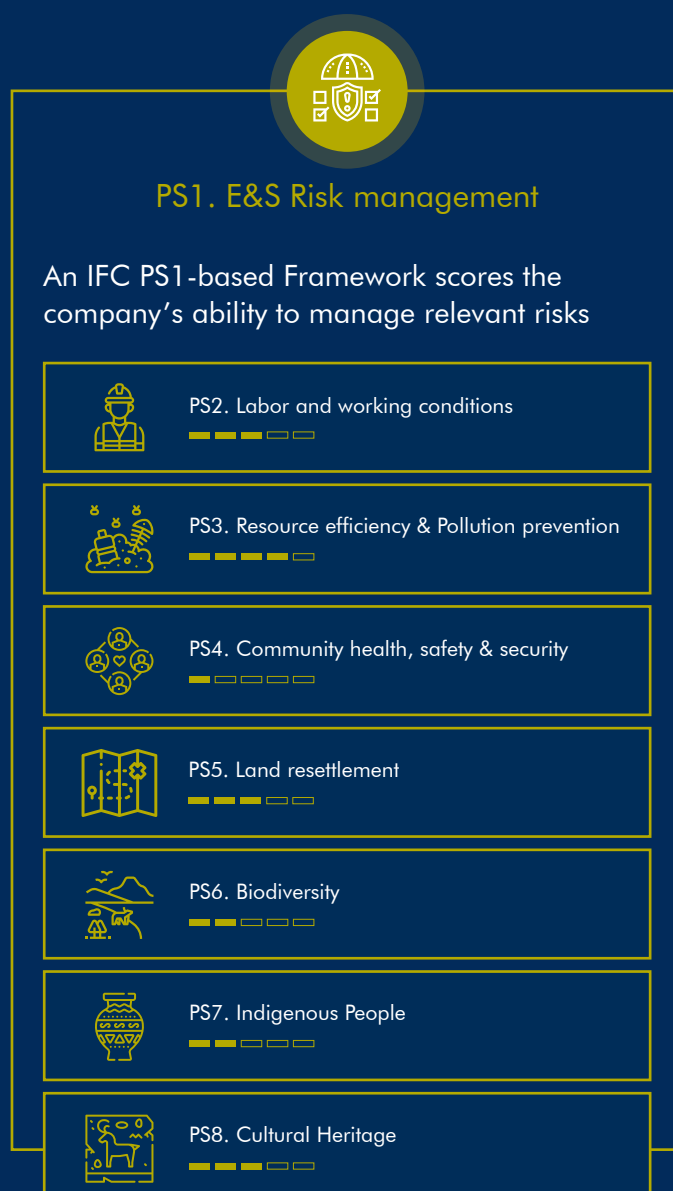 PS1. E&S Risk management
An IFC PS1-based Framework scores the
company’s ability to manage relevant risks
PS2. Labor and working conditions
PS3. Resource efficiency & Pollution prevention
PS4. Community health, safety & security
PS5. Land resettlement
PS6. Biodiversity
PS7. Indigenous People
PS8. Cultural Heritage